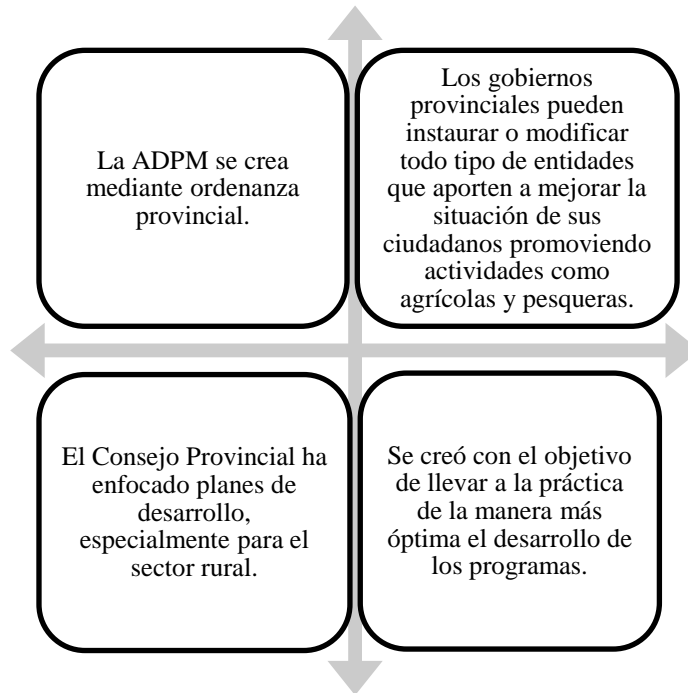 La ADPM se crea
mediante ordenanza
provincial.
Los gobiernos
provinciales pueden
instaurar o modificar
todo tipo de entidades
que aporten a mejorar la
situación de sus
ciudadanos promoviendo
actividades como
agrícolas y pesqueras.
El Consejo Provincial ha
enfocado planes de
desarrollo,
especialmente para el
sector rural.
Se creó con el objetivo
de llevar a la práctica
de la manera más
óptima el desarrollo de
los programas.